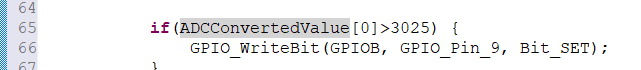 64
65 if(ADCConvertedValue[0]>3025) {
66 GPIO_WriteBit(GPIOB, GPIO_Pin_9, Bit_SET);
67 }